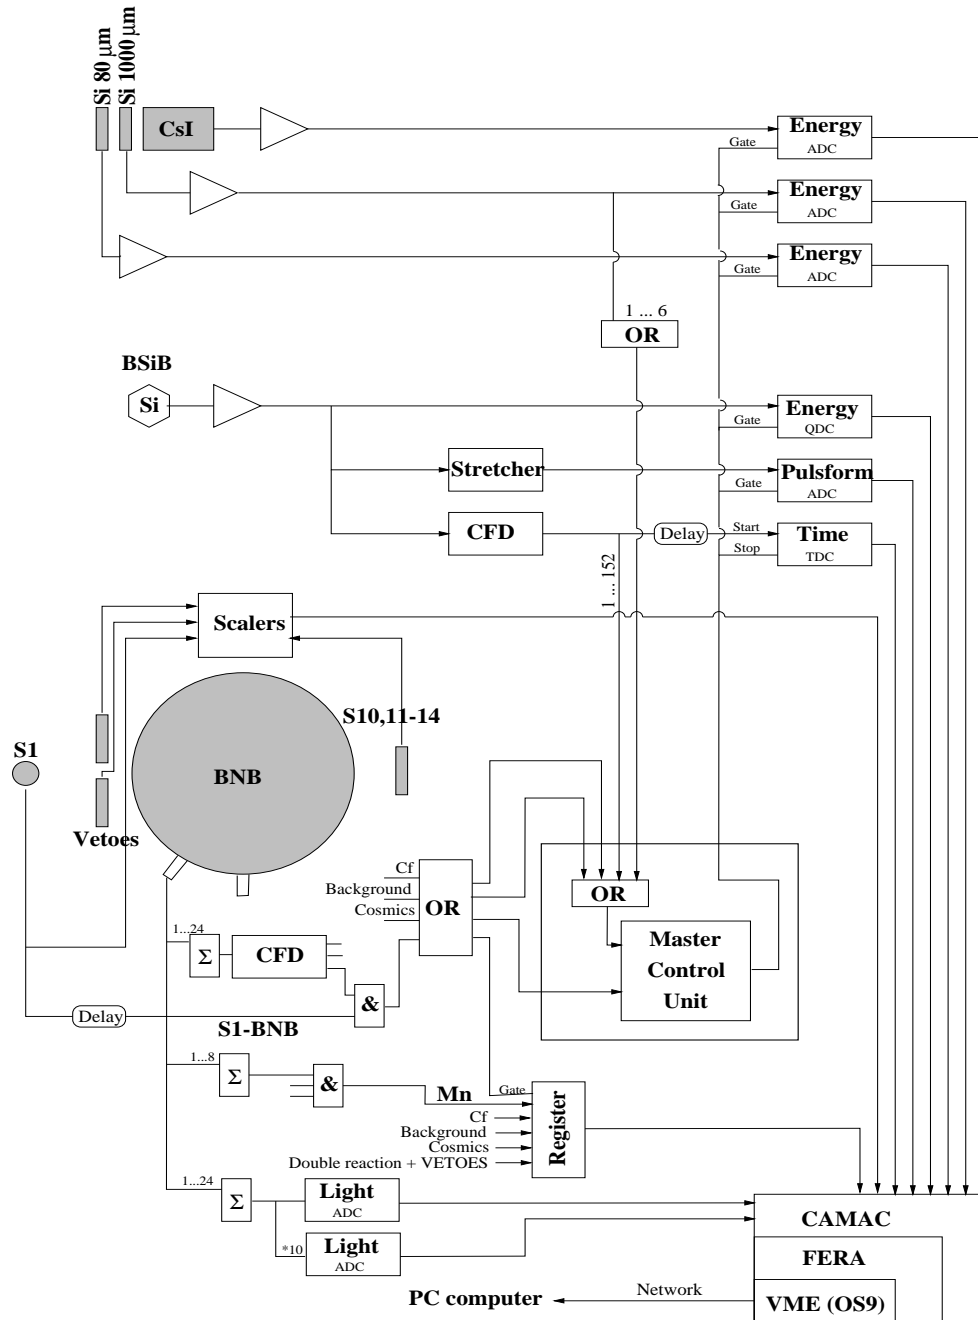 Si 80 μm
Si 1000 μm
CsI
Energy
ADC
Gate
Energy
ADC
Gate
Energy
ADC
Gate
1 ... 6
OR
BSiB
Si
Energy
QDC
Gate
Stretcher
Pulsform
ADC
Gate
CFD
Delay
Start
Stop
Time
TDC
1 ... 152
Scalers
S10,11-14
S1
BNB
Vetoes
Cf
Background
Cosmics
OR
OR
Master
Control
Unit
1...24
Σ
CFD
&
Delay
S1-BNB
1...8
Σ
&
Mn
Gate
Cf
Background
Cosmics
Double reaction + VETOES
Register
1...24
Σ
Light
ADC
*10
Light
ADC
CAMAC
FERA
VME (OS9)
Network
PC computer